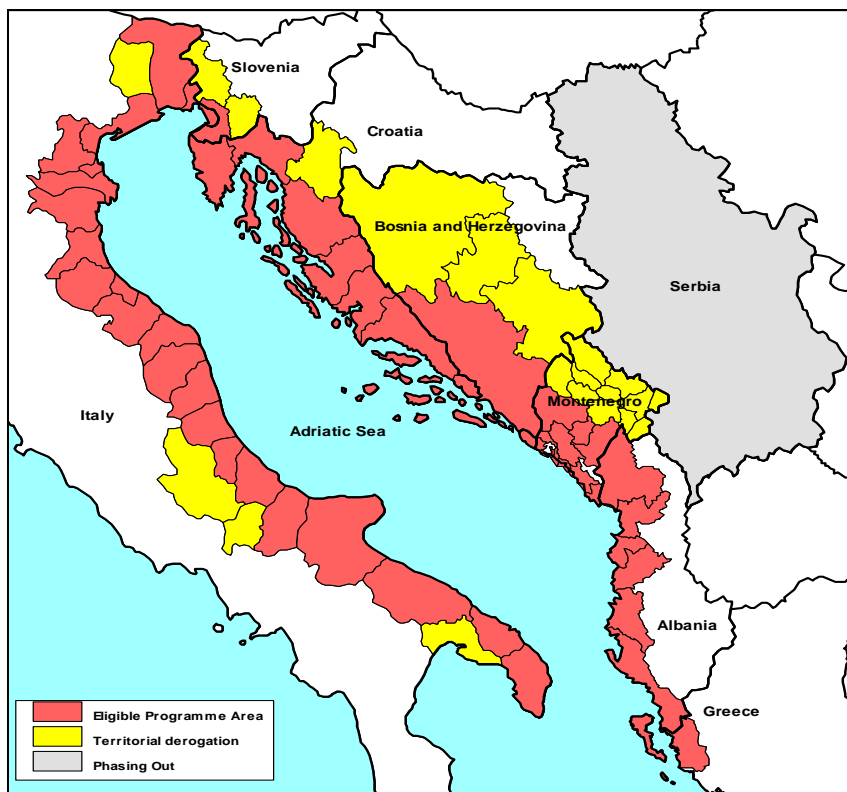 Slovenia
Croatia
Bosnia and Herzegovina
Serbia
Montenegro
Italy
Adriatic Sea
Albania
Greece
Eligible Programme Area
Territorial derogation
Phasing Out